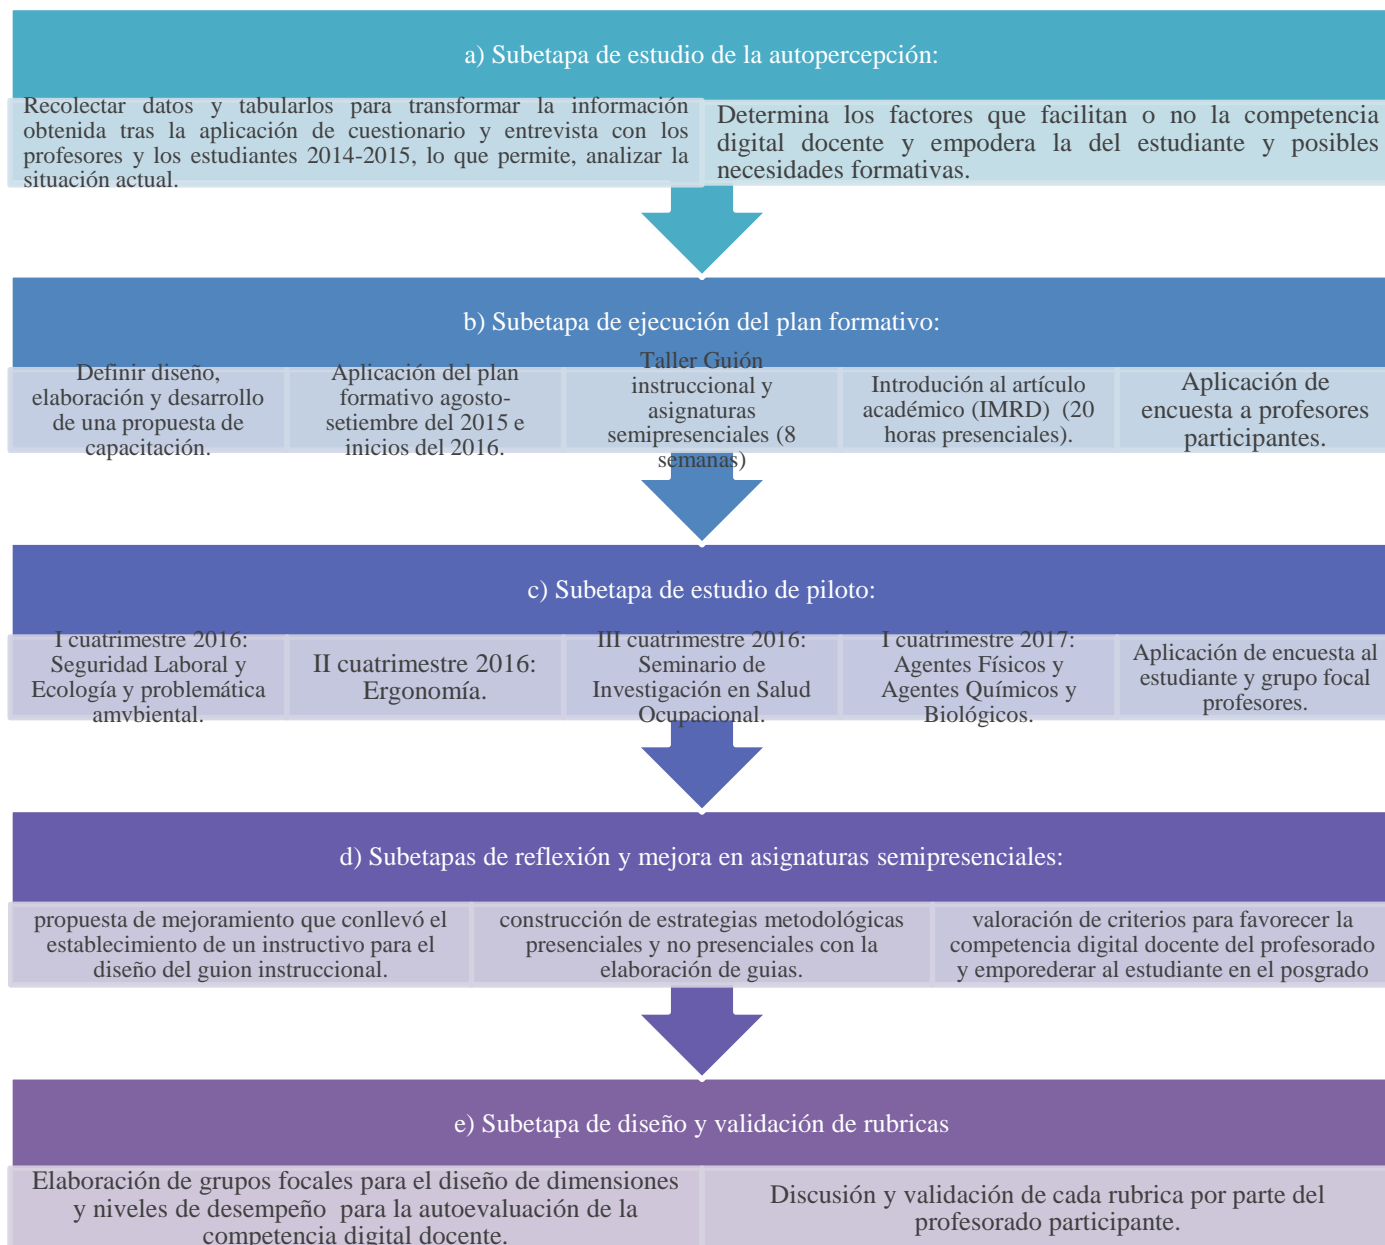 a) Subetapa de estudio de la autopercepción:
Recolectar datos y tabularlos para transformar la información
obtenida tras la aplicación de cuestionario y entrevista con los
profesores y los estudiantes 2014-2015, lo que permite, analizar la
situación actual.
Determina los factores que facilitan o no la competencia
digital docente y empodera la del estudiante y posibles
necesidades formativas.
b) Subetapa de ejecución del plan formativo:
Definir diseño,
elaboración y desarrollo
de una propuesta de
capacitación.
Aplicación del plan
formativo agosto-
setiembre del 2015 e
inicios del 2016.
Taller Guión
instruccional y
asignaturas
semipresenciales (8
semanas)
Introdución al artículo
académico (IMRD) (20
horas presenciales).
Aplicación de
encuesta a profesores
participantes.
c) Subetapa de estudio de piloto:
I cuatrimestre 2016:
Seguridad Laboral y
Ecología y problemática
amvbiental.
II cuatrimestre 2016:
Ergonomía.
III cuatrimestre 2016:
Seminario de
Investigación en Salud
Ocupacional.
I cuatrimestre 2017:
Agentes Físicos y
Agentes Químicos y
Biológicos.
Aplicación de encuesta al
estudiante y grupo focal
profesores.
d) Subetapas de reflexión y mejora en asignaturas semipresenciales:
propuesta de mejoramiento que conllevó el
establecimiento de un instructivo para el
diseño del guion instruccional.
construcción de estrategias metodológicas
presenciales y no presenciales con la
elaboración de guias.
valoración de criterios para favorecer la
competencia digital docente del profesorado
y emporederar al estudiante en el posgrado
e) Subetapa de diseño y validación de rubricas
Elaboración de grupos focales para el diseño de dimensiones
y niveles de desempeño para la autoevaluación de la
competencia digital docente.
Discusión y validación de cada rubrica por parte del
profesorado participante.